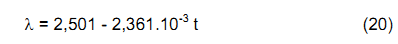 λ = 2,501 - 2,361.10⁻³ t (20)